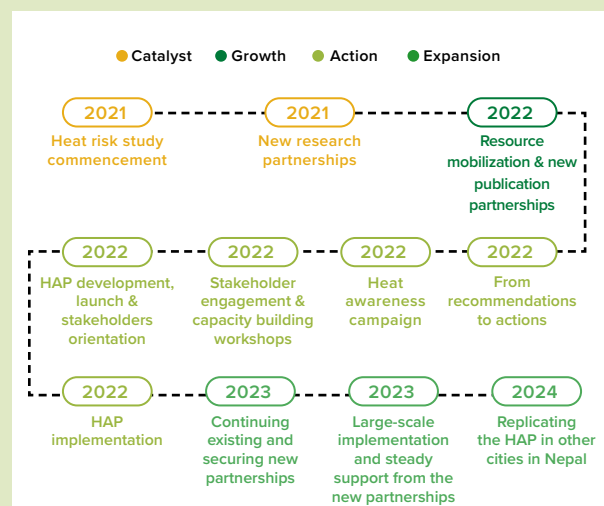 Catalyst Growth Action Expansion
2021
Heat risk study
commencement
2021
New research
partnerships
2022
Resource
mobilization & new
publication
partnerships
2022
From
recommendations
to actions
2022
Heat
awareness
campaign
2022
Stakeholder
engagement &
capacity building
workshops
2022
HAP development,
launch &
stakeholders
orientation
2022
HAP
implementation
2023
Continuing
existing and
securing new
partnerships
2023
Large-scale
implementation
and steady
support from the
new partnerships
2024
Replicating
the HAP in other
cities in Nepal